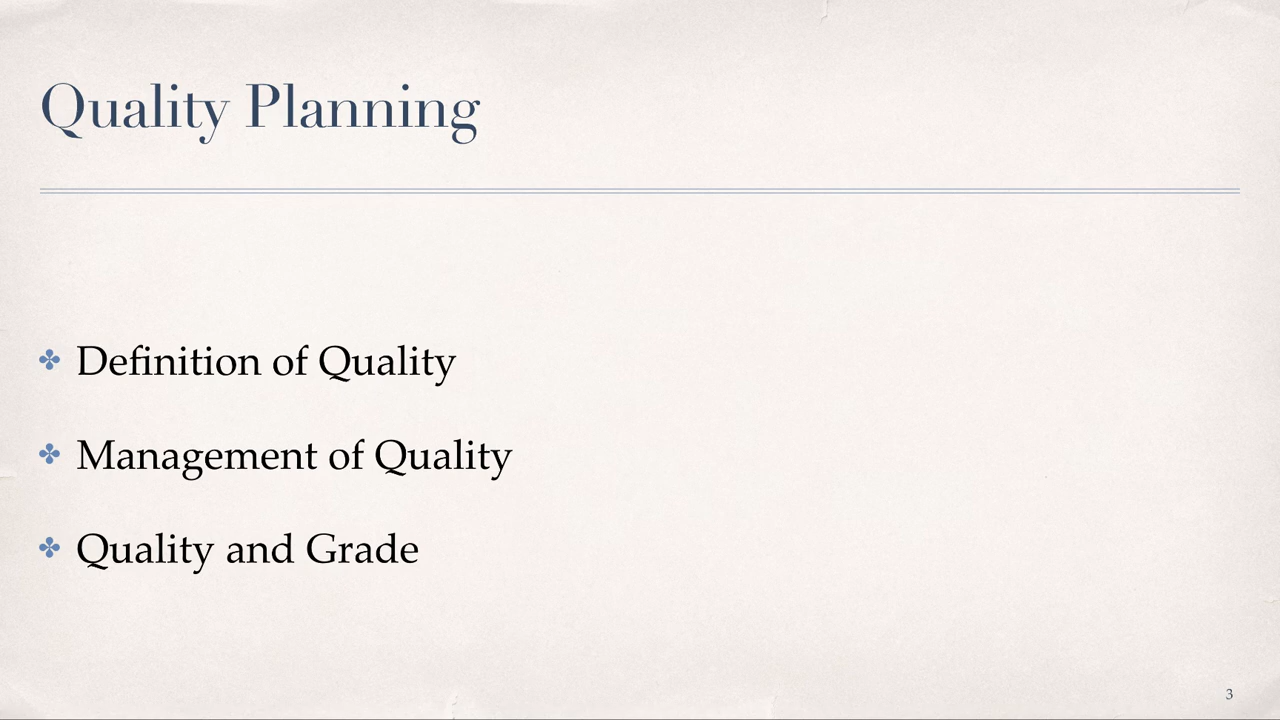 Quality Planning
✤ Definition of Quality
✤ Management of Quality
✤ Quality and Grade
3